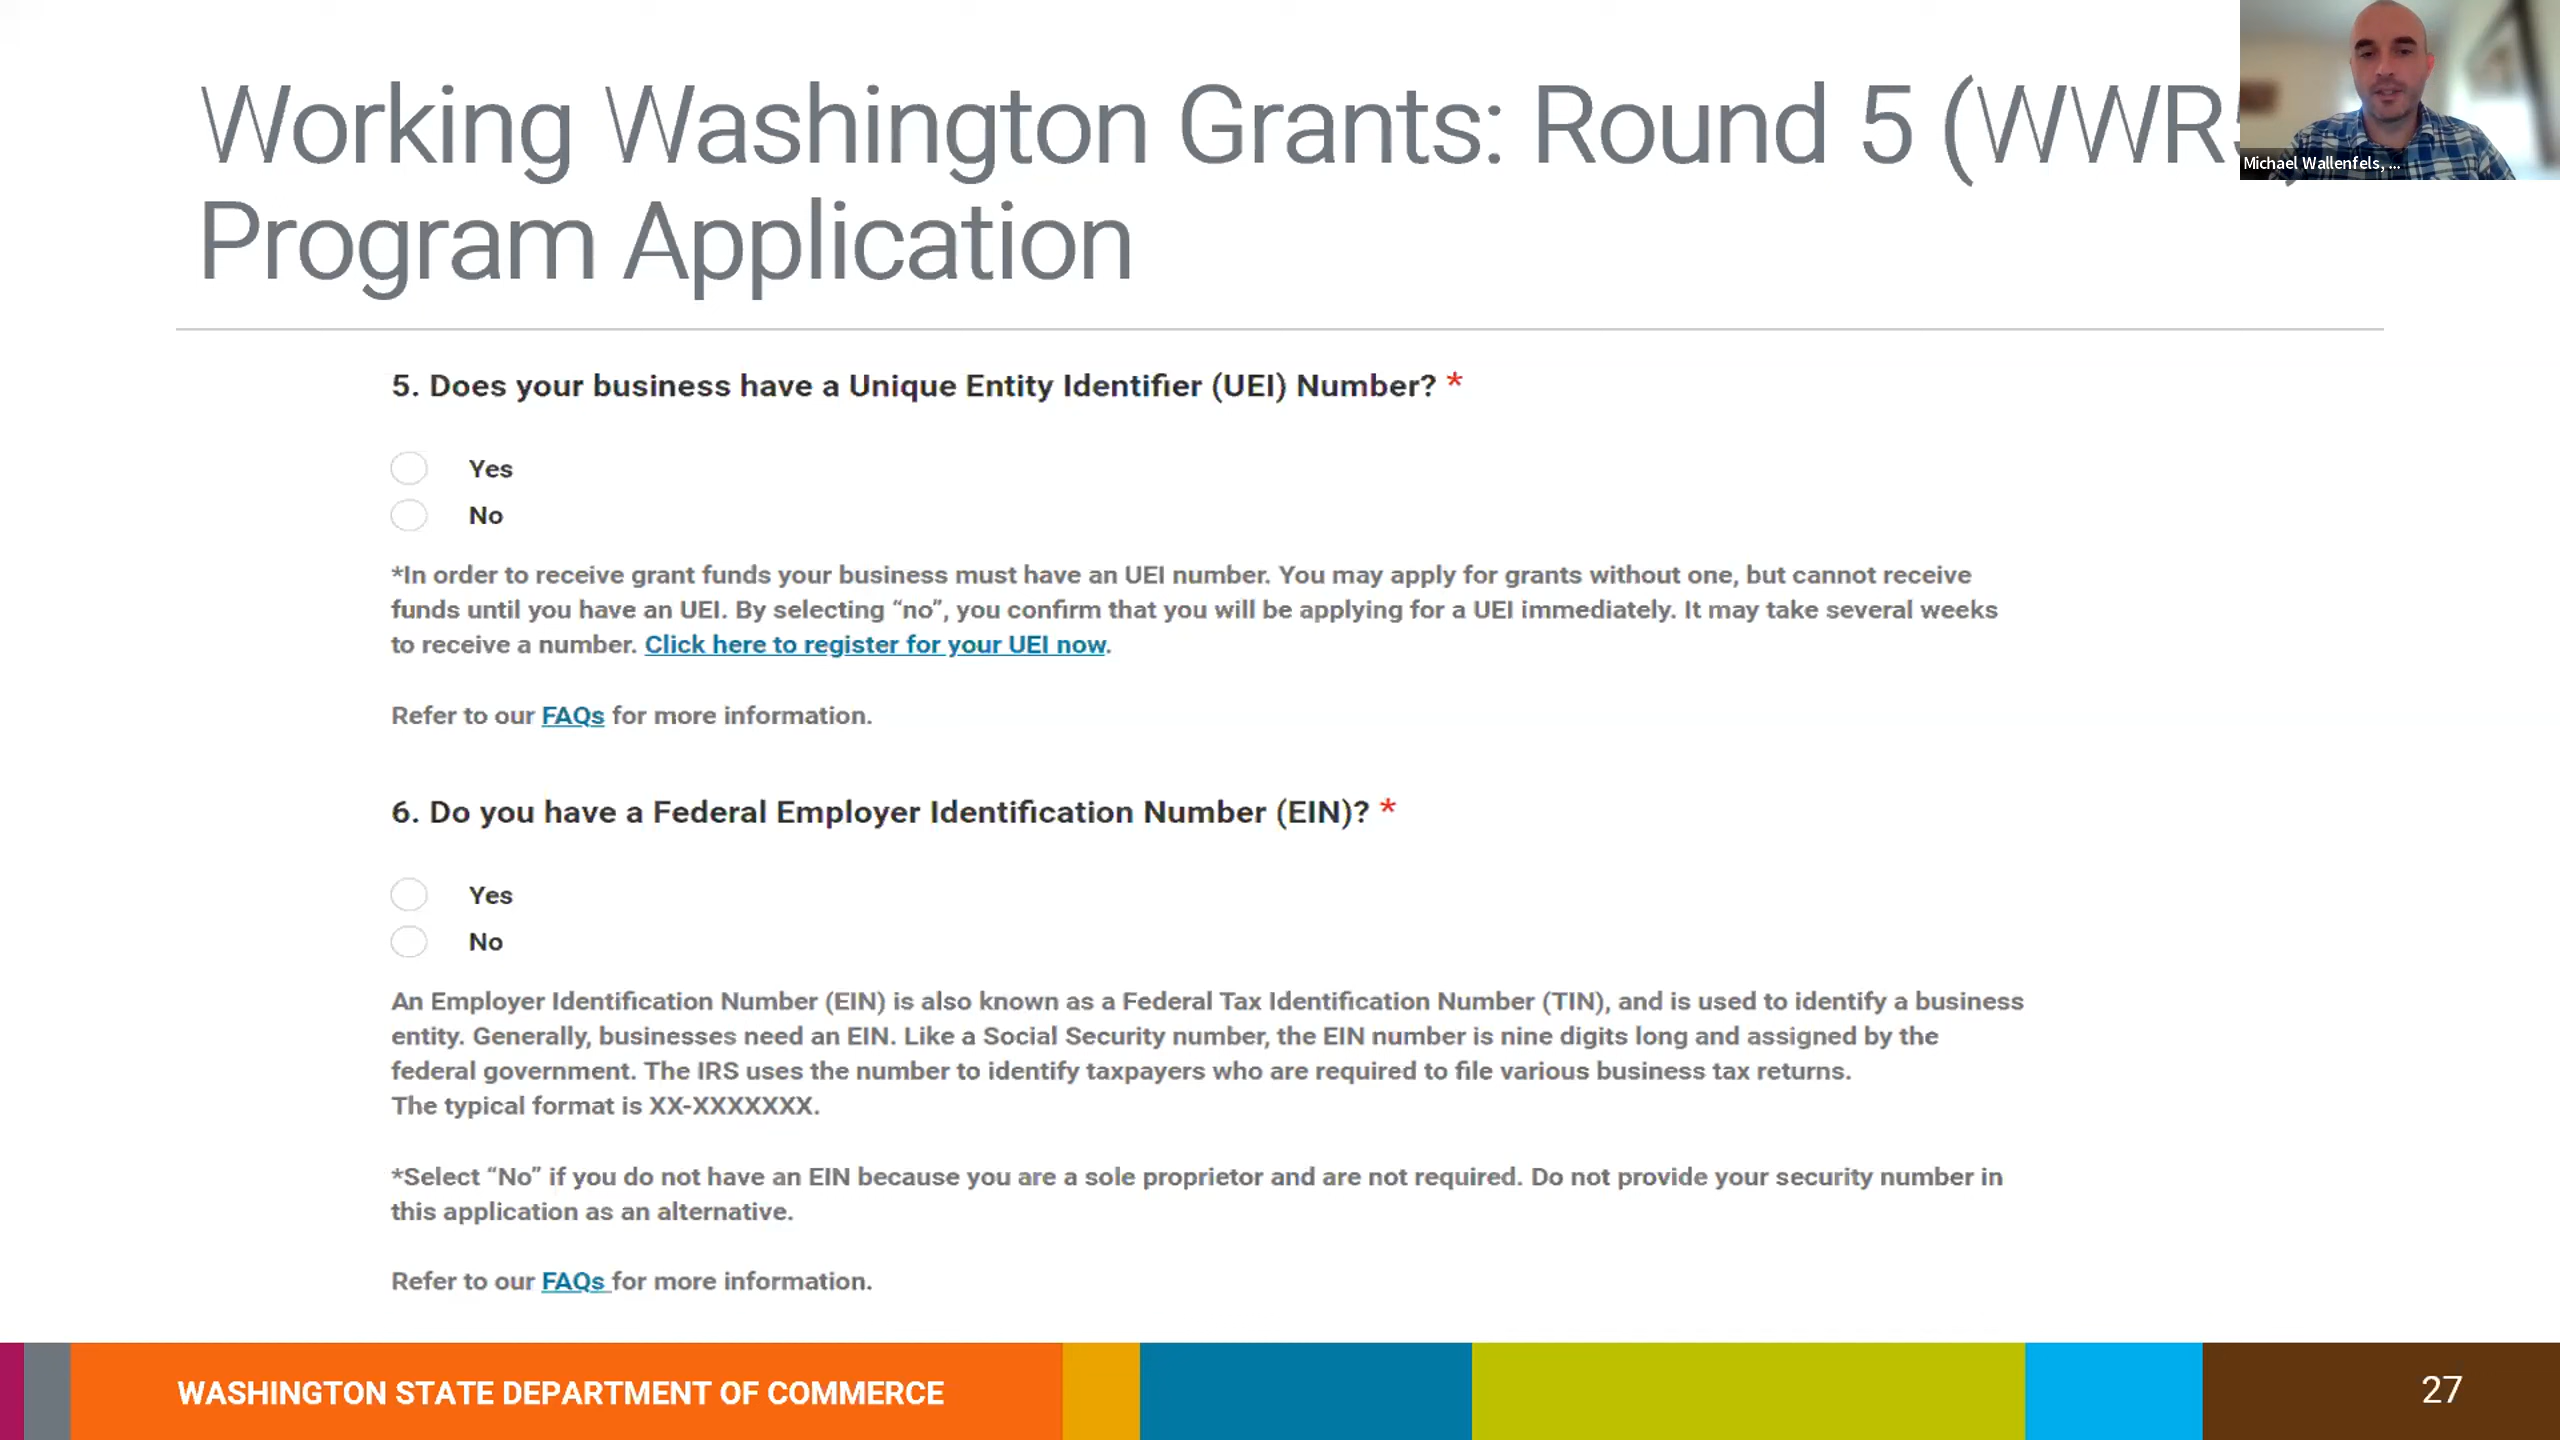 Working Washington Grants: Round 5 (WWR5
Program Application
Michael Wallenfels, ...
5. Does your business have a Unique Entity Identifier (UEI) Number? *
Yes
No
*In order to receive grant funds your business must have an UEI number. You may apply for grants without one, but cannot receive
funds until you have an UEI. By selecting “no”, you confirm that you will be applying for a UEI immediately. It may take several weeks
to receive a number. Click here to register for your UEI now.
Refer to our FAQs for more information.
6. Do you have a Federal Employer Identification Number (EIN)? *
Yes
No
An Employer Identification Number (EIN) is also known as a Federal Tax Identification Number (TIN), and is used to identify a business
entity. Generally, businesses need an EIN. Like a Social Security number, the EIN number is nine digits long and assigned by the
federal government. The IRS uses the number to identify taxpayers who are required to file various business tax returns.
The typical format is XX-XXXXXXX.
*Select “No” if you do not have an EIN because you are a sole proprietor and are not required. Do not provide your security number in
this application as an alternative.
Refer to our FAQs for more information.
WASHINGTON STATE DEPARTMENT OF COMMERCE
27